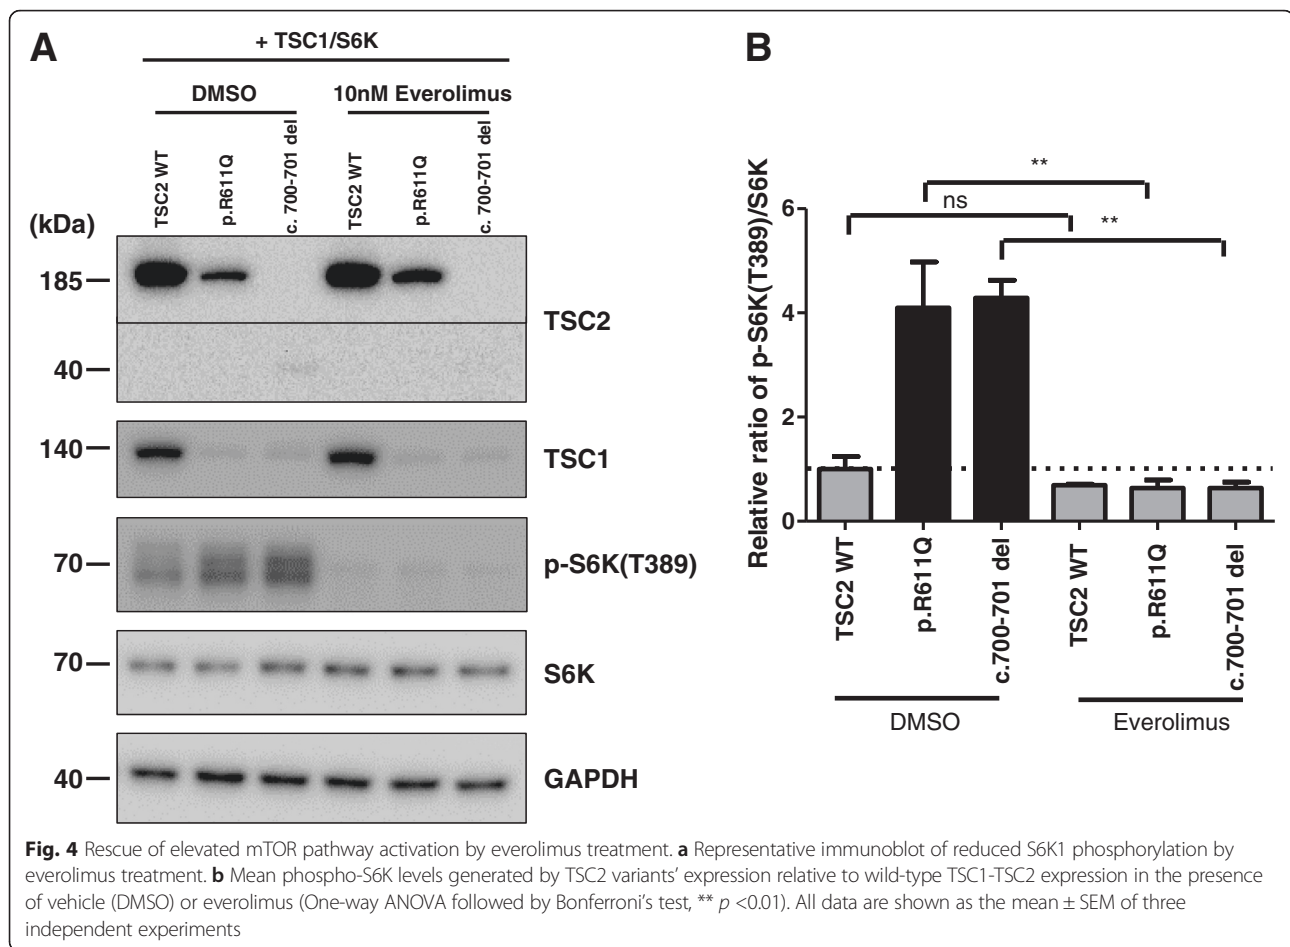 A
+ TSC1/S6K
DMSO
10nM Everolimus
TSC2 WT
p.R611Q
c. 700-701 del
TSC2 WT
p.R611Q
c. 700-701 del
(kDa)
185
TSC2
40
140
TSC1
70
p-S6K(T389)
70
S6K
40
GAPDH
B
Relative ratio of p-S6K(T389)/S6K
6
4
2
0
**
ns
**
TSC2 WT
p.R611Q
c.700-701 del
TSC2 WT
p.R611Q
c.700-701 del
DMSO
Everolimus
Fig. 4 Rescue of elevated mTOR pathway activation by everolimus treatment. a Representative immunoblot of reduced S6K1 phosphorylation by
everolimus treatment. b Mean phospho-S6K levels generated by TSC2 variants’ expression relative to wild-type TSC1-TSC2 expression in the presence
of vehicle (DMSO) or everolimus (One-way ANOVA followed by Bonferroni’s test, ** p <0.01). All data are shown as the mean ± SEM of three
independent experiments